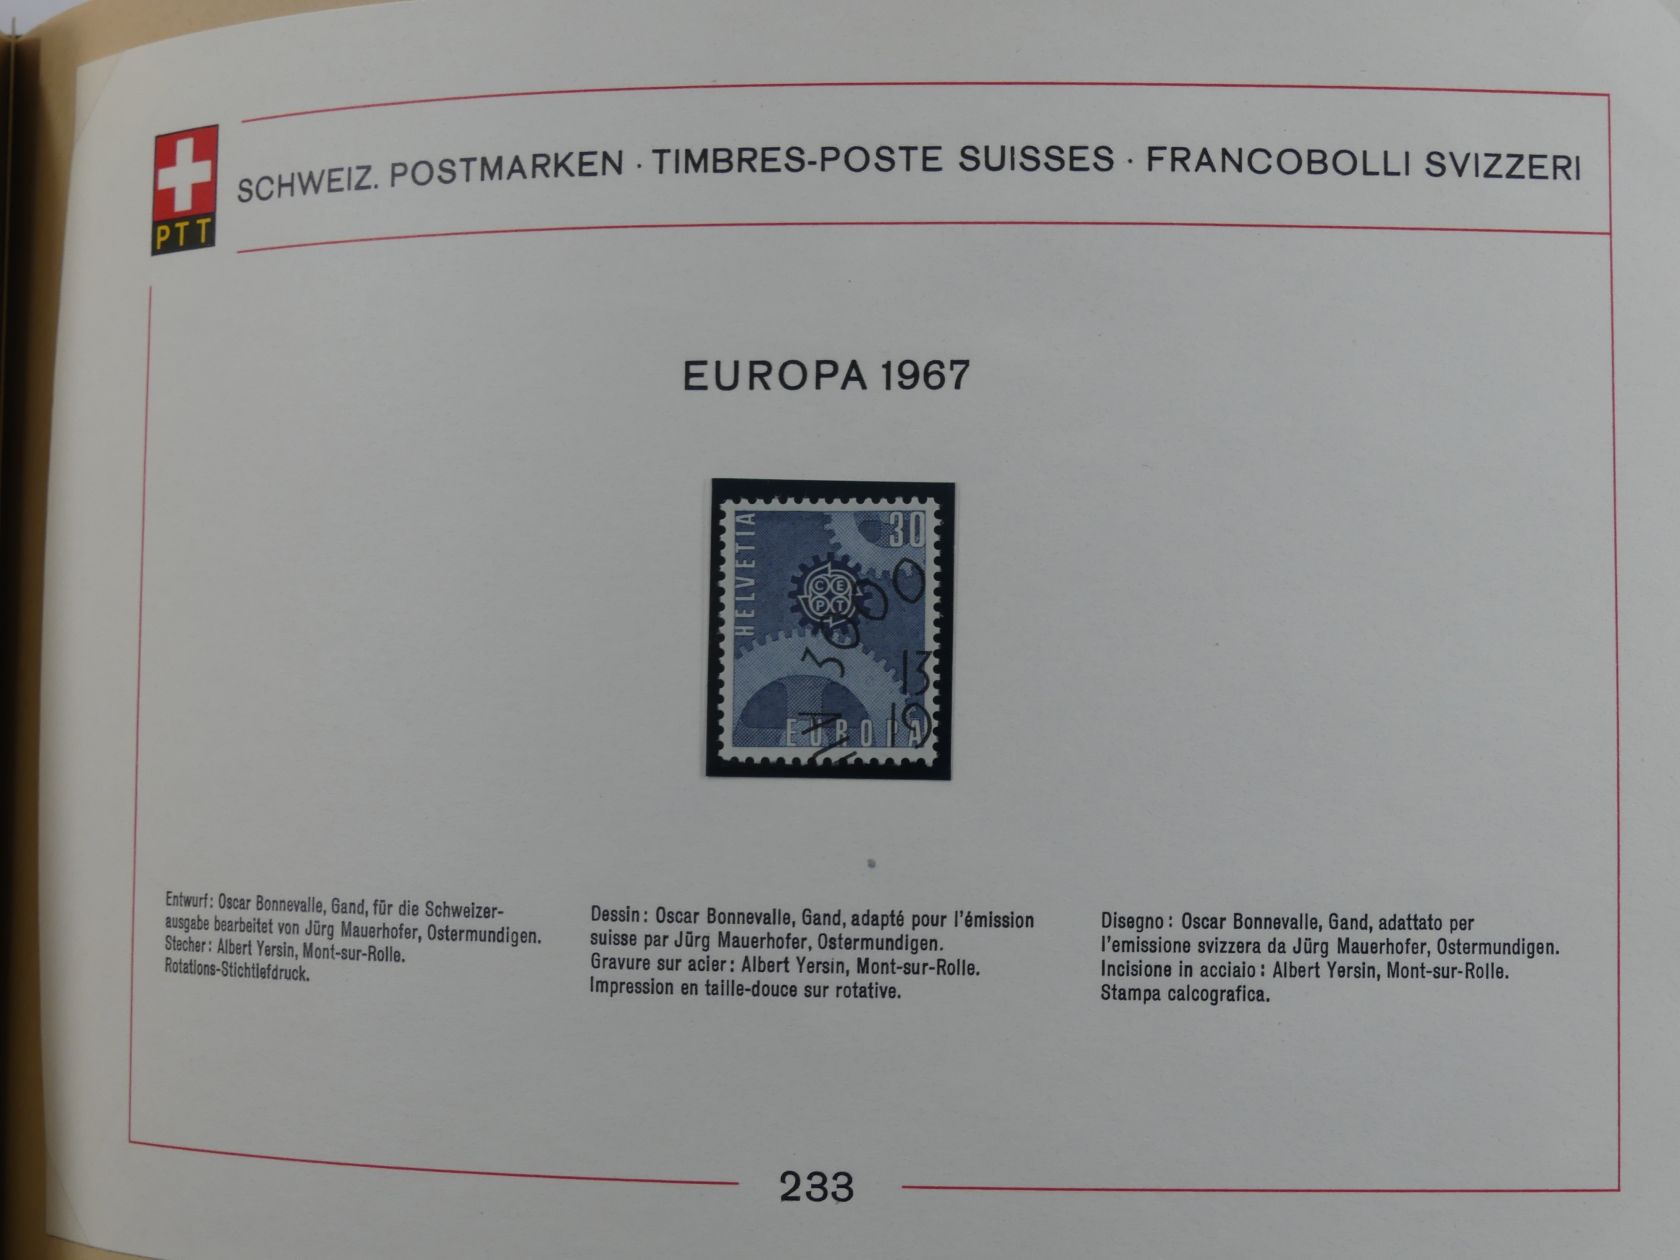 PTT
SCHWEIZ. POSTMARKEN · TIMBRES-POSTE SUISSES · FRANCOBOLLI SVIZZERI
EUROPA 1967
HELVETIA
30
CEPT
3000
13
19
EUROPA
Entwurf: Oscar Bonnevalle, Gand, für die Schweizer-
ausgabe bearbeitet von Jürg Mauerhofer, Ostermundigen.
Stecher: Albert Yersin, Mont-sur-Rolle.
Rotations-Stichtiefdruck.
Dessin: Oscar Bonnevalle, Gand, adapté pour l'émission
suisse par Jürg Mauerhofer, Ostermundigen.
Gravure sur acier: Albert Yersin, Mont-sur-Rolle.
Impression en taille-douce sur rotative.
Disegno: Oscar Bonnevalle, Gand, adattato per
l'emissione svizzera da Jürg Mauerhofer, Ostermundigen.
Incisione in acciaio: Albert Yersin, Mont-sur-Rolle.
Stampa calcografica.
233